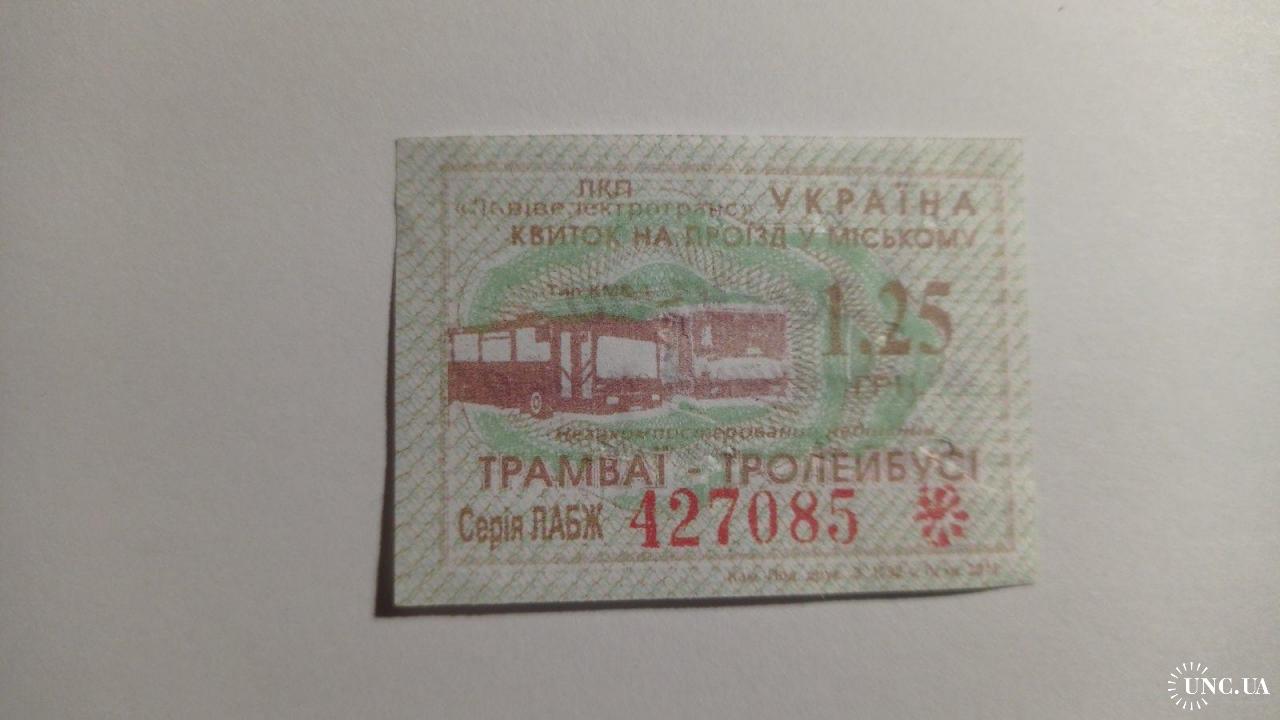 ЛКП
«Львівелектротранс» УКРАЇНА
КВИТОК НА ПРОЇЗД У МІСЬКОМУ
1.25
ГРН
ТРАМВАЇ - ТРОЛЕЙБУСІ
Серія ЛАБЖ 427085
UNC.UA